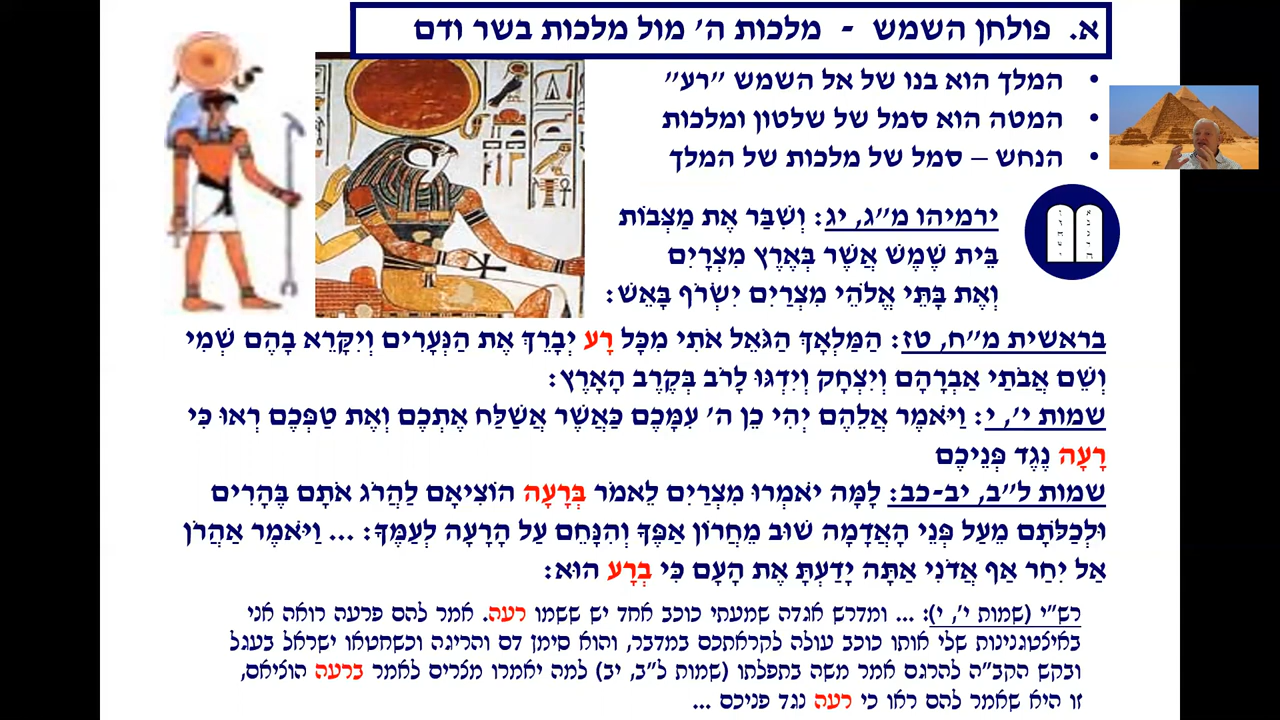 א. פולחן השמש - מלכות ה' מול מלכות בשר ודם
• המלך הוא בנו של אל השמש "רע"
• המטה הוא סמל של שלטון ומלכות
• הנחש – סמל של מלכות של המלך
ירמיהו מ"ג, יג: וְשִׁבַּר אֶת מַצְּבוֹת
בֵּית שֶׁמֶשׁ אֲשֶׁר בְּאֶרֶץ מִצְרָיִם
וְאֶת בָּתֵּי אֱלֹהֵי מִצְרַיִם יִשְׂרֹף בָּאֵשׁ:
בראשית מ"ח, טז: הַמַּלְאָךְ הַגֹּאֵל אֹתִי מִכָּל רָע יְבָרֵךְ אֶת הַנְּעָרִים וְיִקָּרֵא בָהֶם שְׁמִי
וְשֵׁם אֲבֹתַי אַבְרָהָם וְיִצְחָק וְיִדְגּוּ לָרֹב בְּקֶרֶב הָאָרֶץ:
שמות י', י: וַיֹּאמֶר אֲלֵהֶם יְהִי כֵן ה' עִמָּכֶם כַּאֲשֶׁר אֲשַׁלַּח אֶתְכֶם וְאֶת טַפְּכֶם רְאוּ כִּי
רָעָה נֶגֶד פְּנֵיכֶם
שמות ל"ב, יב-כב: לָמָּה יֹאמְרוּ מִצְרַיִם לֵאמֹר בְּרָעָה הוֹצִיאָם לַהֲרֹג אֹתָם בֶּהָרִים
וּלְכַלֹּתָם מֵעַל פְּנֵי הָאֲדָמָה שׁוּב מֵחֲרוֹן אַפֶּךָ וְהִנָּחֵם עַל הָרָעָה לְעַמֶּךָ: ... וַיֹּאמֶר אַהֲרֹן
אַל יִחַר אַף אֲדֹנִי אַתָּה יָדַעְתָּ אֶת הָעָם כִּי בְרָע הוּא:
רש"י (שמות י', י): ... ומדרש אגדה שמעתי כוכב אחד יש ששמו רעה. אמר להם פרעה רואה אני
באיצטגנינות שלי אותו כוכב עולה לקראתכם במדבר, והוא סימן דם והריגה וכשחטאו ישראל בעגל
ובקש הקב"ה להרגם אמר משה בתפלתו (שמות ל"ב, יב) למה יאמרו מצרים לאמר ברעה הוציאם,
זו היא שאמר להם ראו כי רעה נגד פניכם ...